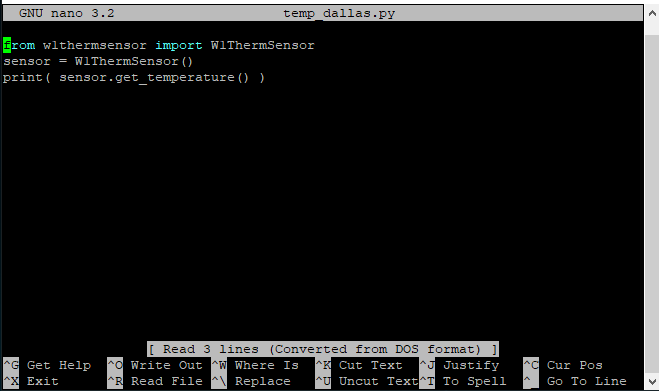 GNU nano 3.2 temp_dallas.py
from w1thermsensor import W1ThermSensor
sensor = W1ThermSensor()
print( sensor.get_temperature() )
[ Read 3 lines (Converted from DOS format) ]
^G Get Help ^O Write Out ^W Where Is ^K Cut Text ^J Justify ^C Cur Pos
^X Exit ^R Read File ^\ Replace ^U Uncut Text ^T To Spell ^_ Go To Line